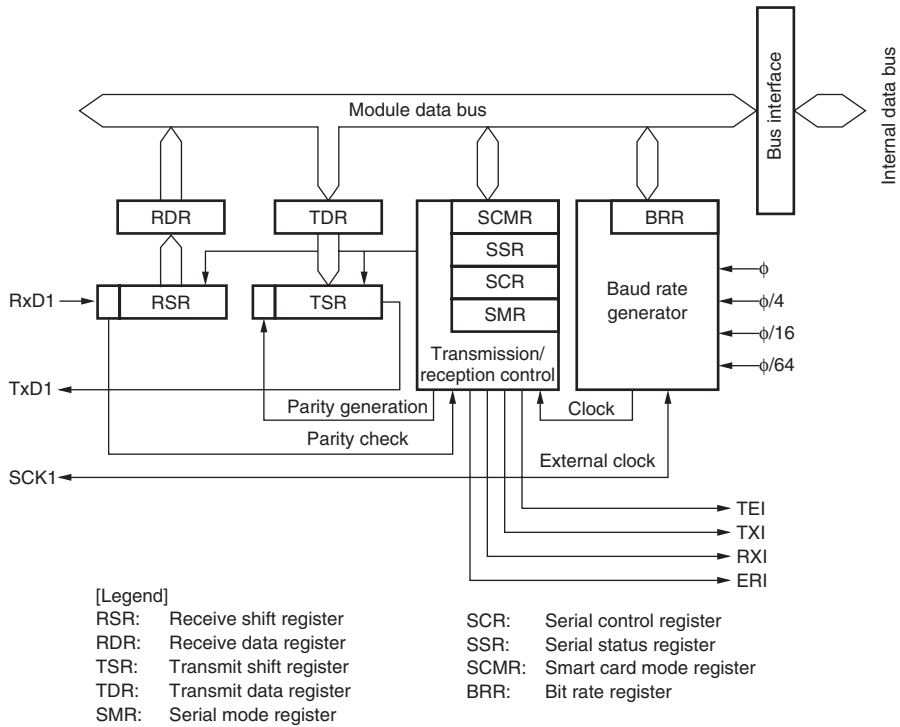 Module data bus
Bus interface
Internal data bus
RDR
TDR
SCMR
BRR
SSR
SCR
SMR
Baud rate
generator
φ
φ/4
φ/16
φ/64
RxD1
RSR
TSR
Transmission/
reception control
TxD1
Parity generation
Clock
Parity check
External clock
SCK1
TEI
TXI
RXI
ERI
[Legend]
RSR: Receive shift register
RDR: Receive data register
TSR: Transmit shift register
TDR: Transmit data register
SMR: Serial mode register
SCR: Serial control register
SSR: Serial status register
SCMR: Smart card mode register
BRR: Bit rate register